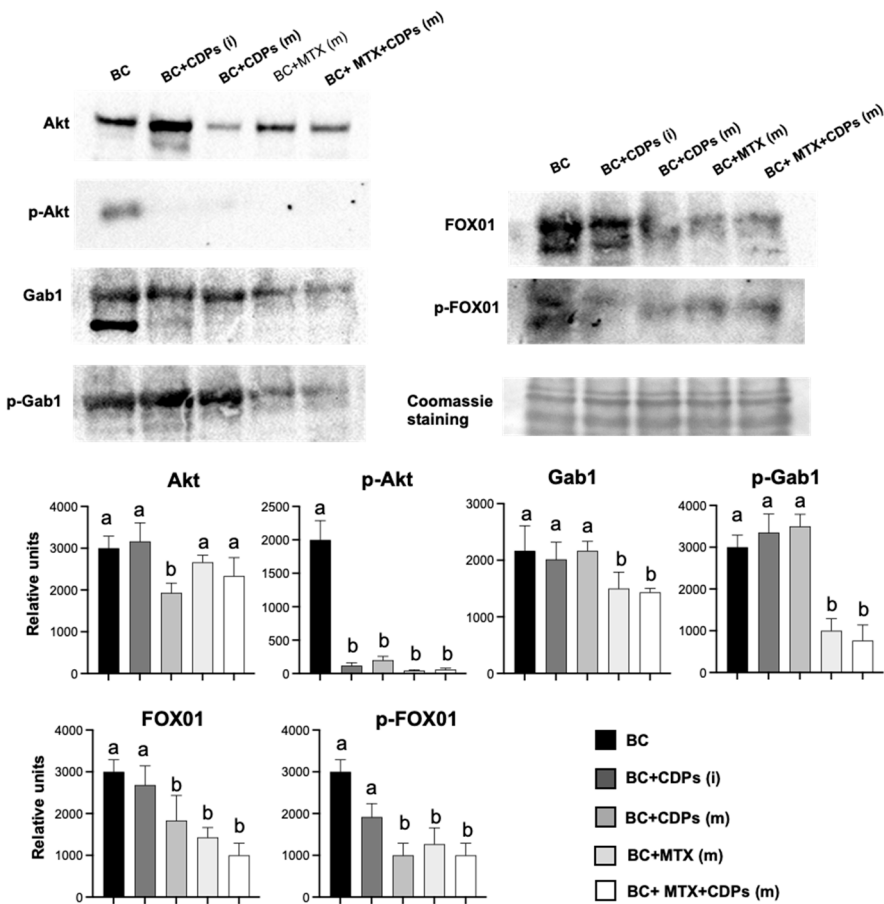 BC
BC+CDPs (i)
BC+CDPs (m)
BC+MTX (m)
BC+ MTX+CDPs (m)
Akt
p-Akt
Gab1
p-Gab1
BC
BC+CDPs (i)
BC+CDPs (m)
BC+MTX (m)
BC+ MTX+CDPs (m)
FOX01
p-FOX01
Coomassie
staining
Akt
Relative units
4000
3000
2000
1000
0
a
a
b
a
a
p-Akt
2500
2000
1500
1000
500
0
a
b
b
b
b
Gab1
3000
2000
1000
0
a
a
a
b
b
p-Gab1
4000
3000
2000
1000
0
a
a
a
b
b
FOX01
Relative units
4000
3000
2000
1000
0
a
a
b
b
b
p-FOX01
4000
3000
2000
1000
0
a
a
b
b
b
BC
BC+CDPs (i)
BC+CDPs (m)
BC+MTX (m)
BC+ MTX+CDPs (m)